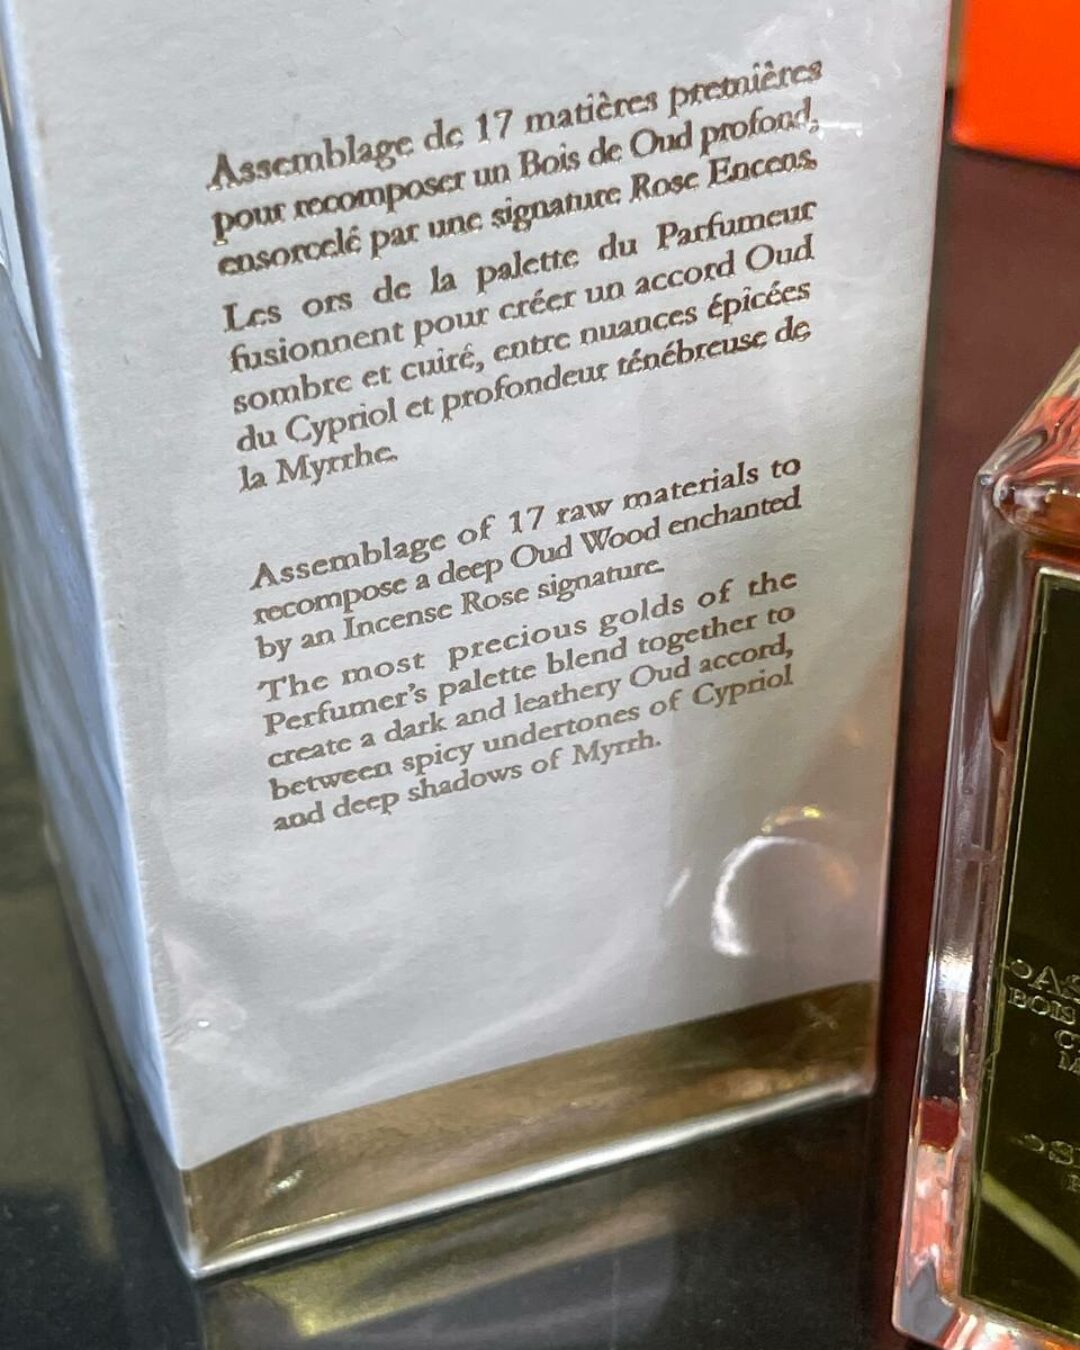 Assemblage de 17 matières premières
pour recomposer un Bois de Oud profond,
ensorcelé par une signature Rose Encens.
Les ors de la palette du Parfumeur
fusionnent pour créer un accord Oud
sombre et cuiré, entre nuances épicées
du Cypriol et profondeur ténébreuse de
la Myrrhe.
Assemblage of 17 raw materials to
recompose a deep Oud Wood enchanted
by an Incense Rose signature.
The most precious golds of the
Perfumer's palette blend together to
create a dark and leathery Oud accord,
between spicy undertones of Cypriol
and deep shadows of Myrrh.
BOIS